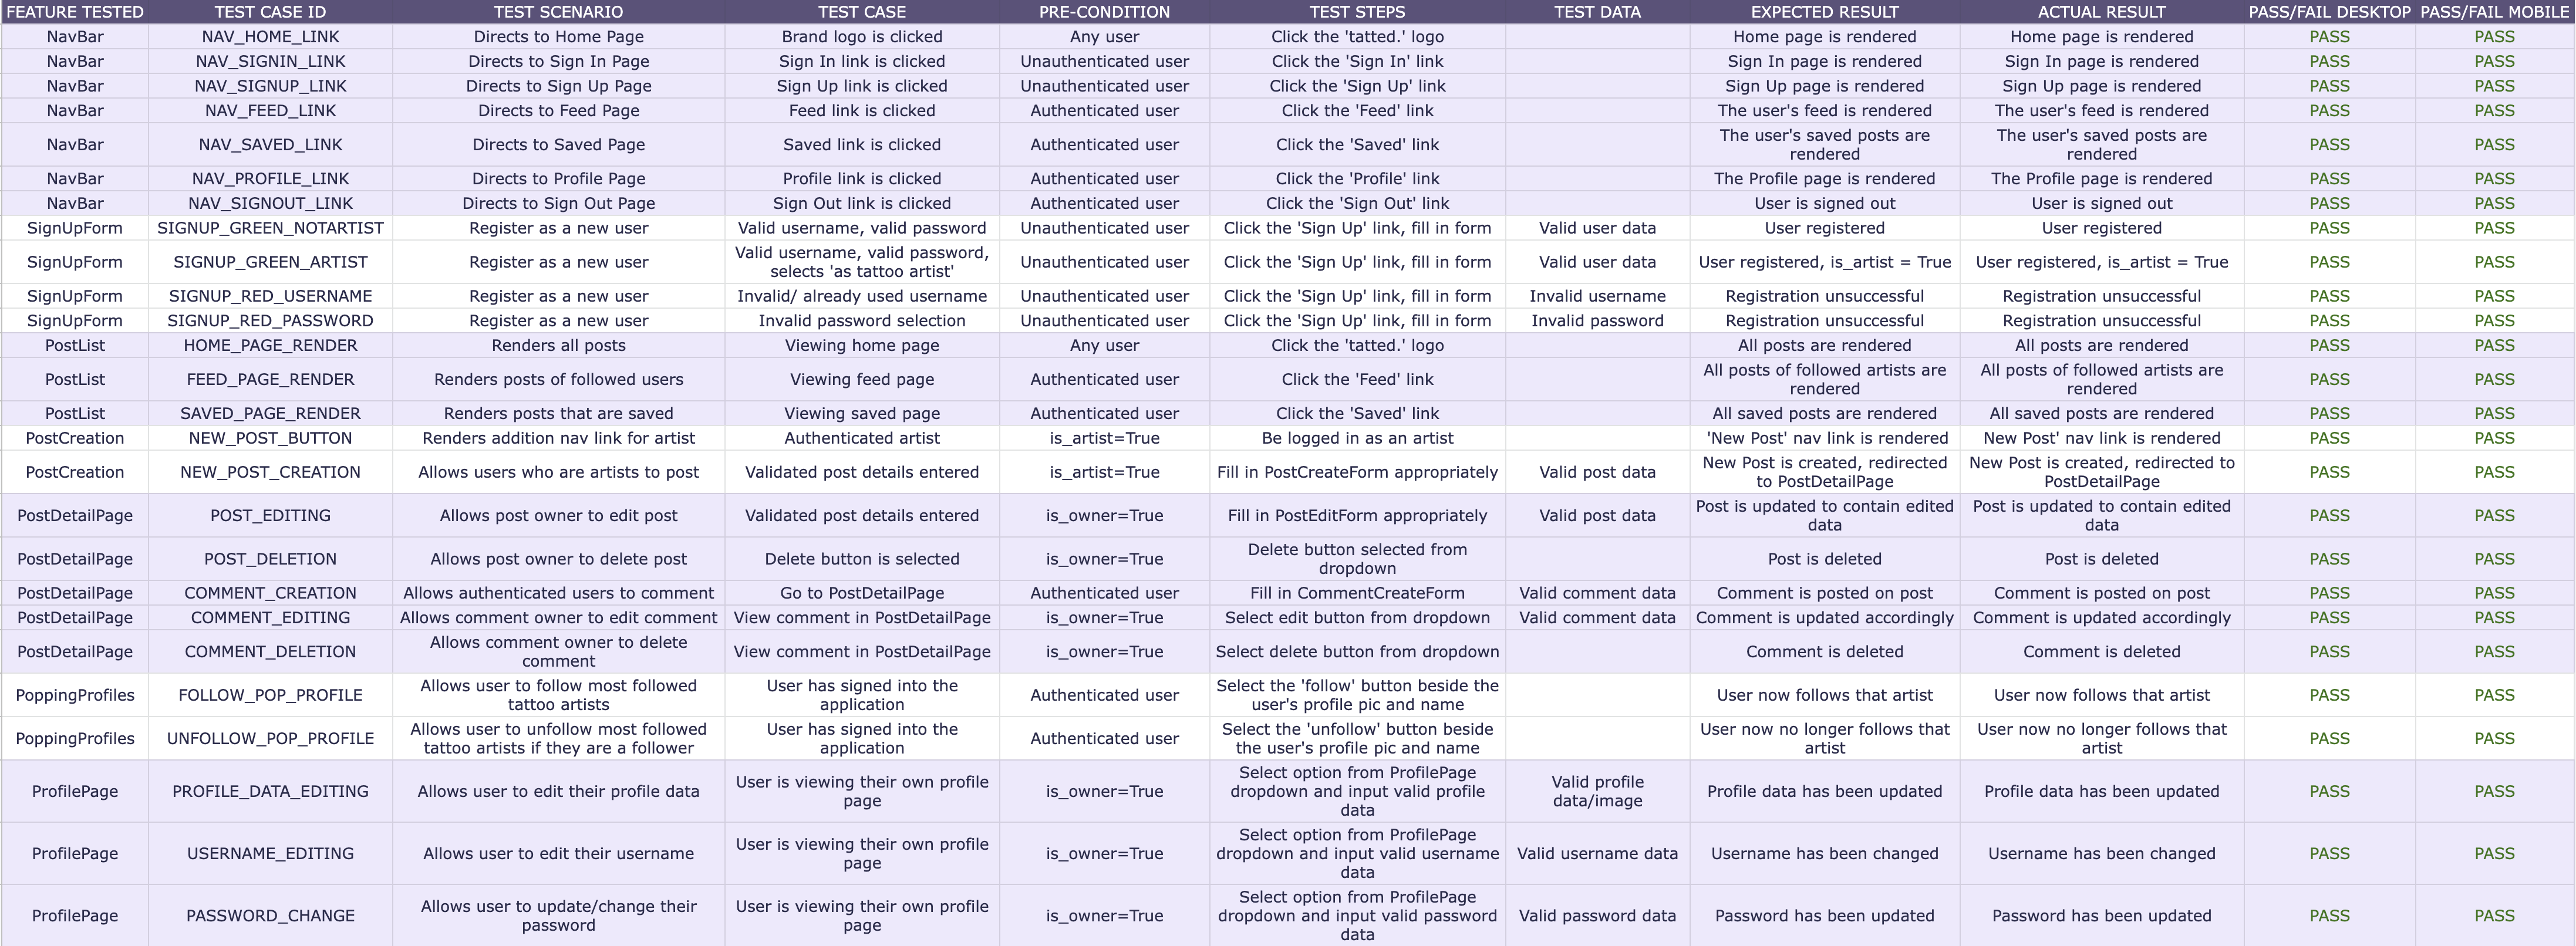 FEATURE TESTED TEST CASE ID TEST SCENARIO TEST CASE PRE-CONDITION TEST STEPS TEST DATA EXPECTED RESULT ACTUAL RESULT PASS/FAIL DESKTOP PASS/FAIL MOBILE
NavBar NAV_HOME_LINK Directs to Home Page Brand logo is clicked Any user Click the 'tatted.' logo Home page is rendered Home page is rendered PASS PASS
NavBar NAV_SIGNIN_LINK Directs to Sign In Page Sign In link is clicked Unauthenticated user Click the 'Sign In' link Sign In page is rendered Sign In page is rendered PASS PASS
NavBar NAV_SIGNUP_LINK Directs to Sign Up Page Sign Up link is clicked Unauthenticated user Click the 'Sign Up' link Sign Up page is rendered Sign Up page is rendered PASS PASS
NavBar NAV_FEED_LINK Directs to Feed Page Feed link is clicked Authenticated user Click the 'Feed' link The user's feed is rendered The user's feed is rendered PASS PASS
NavBar NAV_SAVED_LINK Directs to Saved Page Saved link is clicked Authenticated user Click the 'Saved' link The user's saved posts are rendered The user's saved posts are rendered PASS PASS
NavBar NAV_PROFILE_LINK Directs to Profile Page Profile link is clicked Authenticated user Click the 'Profile' link The Profile page is rendered The Profile page is rendered PASS PASS
NavBar NAV_SIGNOUT_LINK Directs to Sign Out Page Sign Out link is clicked Authenticated user Click the 'Sign Out' link User is signed out User is signed out PASS PASS
SignUpForm SIGNUP_GREEN_NOTARTIST Register as a new user Valid username, valid password Unauthenticated user Click the 'Sign Up' link, fill in form Valid user data User registered User registered PASS PASS
SignUpForm SIGNUP_GREEN_ARTIST Register as a new user Valid username, valid password, selects 'as tattoo artist' Unauthenticated user Click the 'Sign Up' link, fill in form Valid user data User registered, is_artist = True User registered, is_artist = True PASS PASS
SignUpForm SIGNUP_RED_USERNAME Register as a new user Invalid/ already used username Unauthenticated user Click the 'Sign Up' link, fill in form Invalid username Registration unsuccessful Registration unsuccessful PASS PASS
SignUpForm SIGNUP_RED_PASSWORD Register as a new user Invalid password selection Unauthenticated user Click the 'Sign Up' link, fill in form Invalid password Registration unsuccessful Registration unsuccessful PASS PASS
PostList HOME_PAGE_RENDER Renders all posts Viewing home page Any user Click the 'tatted.' logo All posts are rendered All posts are rendered PASS PASS
PostList FEED_PAGE_RENDER Renders posts of followed users Viewing feed page Authenticated user Click the 'Feed' link All posts of followed artists are rendered All posts of followed artists are rendered PASS PASS
PostList SAVED_PAGE_RENDER Renders posts that are saved Viewing saved page Authenticated user Click the 'Saved' link All saved posts are rendered All saved posts are rendered PASS PASS
PostCreation NEW_POST_BUTTON Renders addition nav link for artist Authenticated artist is_artist=True Be logged in as an artist 'New Post' nav link is rendered New Post' nav link is rendered PASS PASS
PostCreation NEW_POST_CREATION Allows users who are artists to post Validated post details entered is_artist=True Fill in PostCreateForm appropriately Valid post data New Post is created, redirected to PostDetailPage New Post is created, redirected to PostDetailPage PASS PASS
PostDetailPage POST_EDITING Allows post owner to edit post Validated post details entered is_owner=True Fill in PostEditForm appropriately Valid post data Post is updated to contain edited data Post is updated to contain edited data PASS PASS
PostDetailPage POST_DELETION Allows post owner to delete post Delete button is selected is_owner=True Delete button selected from dropdown Post is deleted Post is deleted PASS PASS
PostDetailPage COMMENT_CREATION Allows authenticated users to comment Go to PostDetailPage Authenticated user Fill in CommentCreateForm Valid comment data Comment is posted on post Comment is posted on post PASS PASS
PostDetailPage COMMENT_EDITING Allows comment owner to edit comment View comment in PostDetailPage is_owner=True Select edit button from dropdown Valid comment data Comment is updated accordingly Comment is updated accordingly PASS PASS
PostDetailPage COMMENT_DELETION Allows comment owner to delete comment View comment in PostDetailPage is_owner=True Select delete button from dropdown Comment is deleted Comment is deleted PASS PASS
PoppingProfiles FOLLOW_POP_PROFILE Allows user to follow most followed tattoo artists User has signed into the application Authenticated user Select the 'follow' button beside the user's profile pic and name User now follows that artist User now follows that artist PASS PASS
PoppingProfiles UNFOLLOW_POP_PROFILE Allows user to unfollow most followed tattoo artists if they are a follower User has signed into the application Authenticated user Select the 'unfollow' button beside the user's profile pic and name User now no longer follows that artist User now no longer follows that artist PASS PASS
ProfilePage PROFILE_DATA_EDITING Allows user to edit their profile data User is viewing their own profile page is_owner=True Select option from ProfilePage dropdown and input valid profile data Valid profile data/image Profile data has been updated Profile data has been updated PASS PASS
ProfilePage USERNAME_EDITING Allows user to edit their username User is viewing their own profile page is_owner=True Select option from ProfilePage dropdown and input valid username data Valid username data Username has been changed Username has been changed PASS PASS
ProfilePage PASSWORD_CHANGE Allows user to update/change their password User is viewing their own profile page is_owner=True Select option from ProfilePage dropdown and input valid password data Valid password data Password has been updated Password has been updated PASS PASS